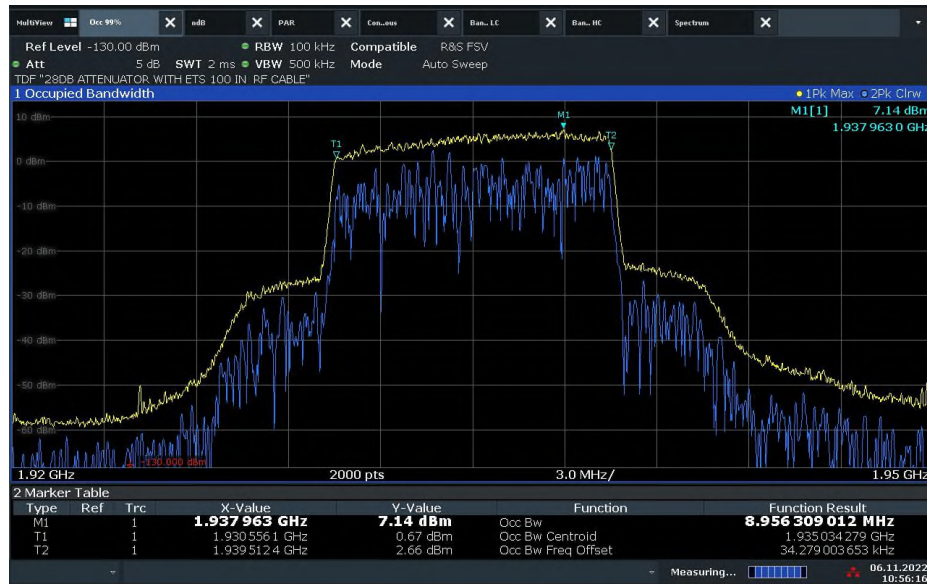 MultiView Occ 99% X ndB X PAR X Cen..ous X Ban.. LC X Ban.. HC X Spectrum X
Ref Level -130.00 dBm RBW 100 kHz Compatible R&S FSV
Att 5 dB SWT 2 ms VBW 500 kHz Mode Auto Sweep
TDF "28DB ATTENUATOR WITH ETS 100 IN RF CABLE"
1 Occupied Bandwidth 1Pk Max 2Pk Clrw
M1[1] 7.14 dBm
1.937 963 0 GHz
10 dBm
M1
T1
T2
0 dBm
-10 dBm
-20 dBm
-30 dBm
-40 dBm
-50 dBm
-60 dBm
-130.000 dBm
1.92 GHz 2000 pts 3.0 MHz/ 1.95 GHz
2 Marker Table
Type Ref Trc X-Value Y-Value Function Function Result
M1 1 1.937 963 GHz 7.14 dBm Occ Bw 8.956 309 012 MHz
T1 1 1.930 556 1 GHz 0.67 dBm Occ Bw Centroid 1.935 034 279 GHz
T2 1 1.939 512 4 GHz 2.66 dBm Occ Bw Freq Offset 34.279 003 653 kHz
Measuring... 06.11.2022
10:56:16